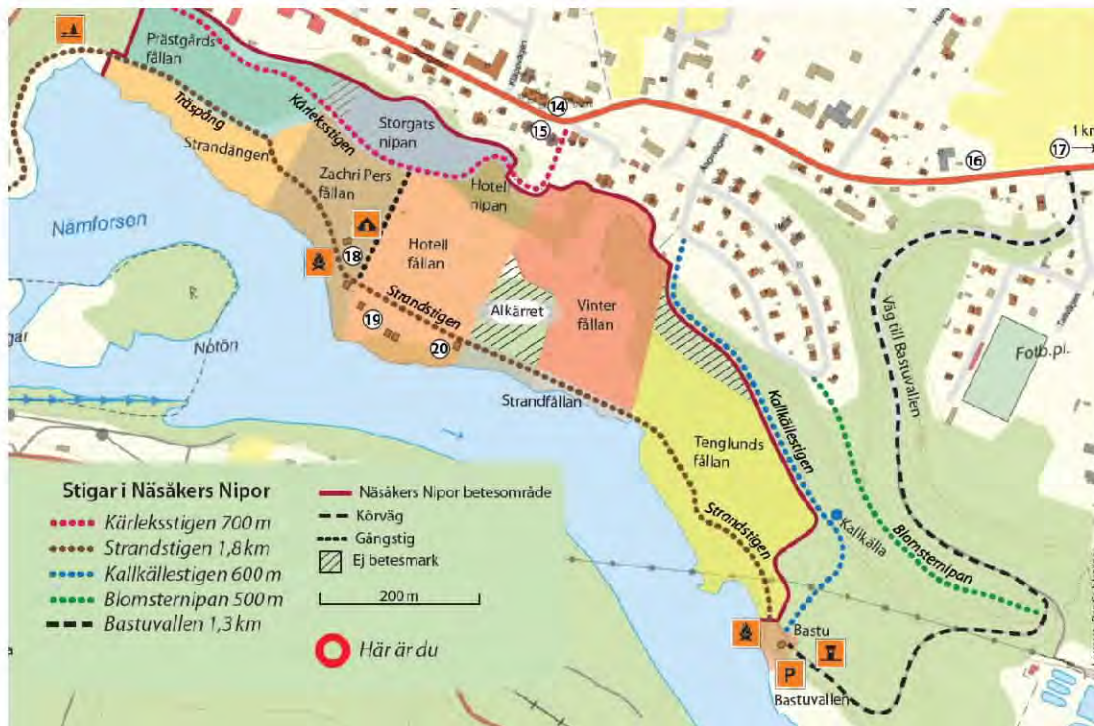 Prästgårds
fållan
Träspång
Strandängen
Kärleksstigen
Storgats
nipan
Zachri Pers
fållan
Hotel
nipan
Hotell
fållan
Strandstigen
Alkärret
Vinter
fållan
Strandfållan
Tenglunds
fållan
Strandstigen
Kallkällestigen
Kallkälla
Blomsternipan
Väg till Bastuvallen
Fotb.pl.
Nämforsen
Notön
R
14
15
16
17
1 km
18
19
20
Bastu
P
Bastuvallen
Stigar i Näsåkers Nipor
Kärleksstigen 700 m
Strandstigen 1,8 km
Kallkällestigen 600 m
Blomsternipan 500 m
Bastuvallen 1,3 km
Näsåkers Nipor betesområde
Körväg
Gångstig
Ej betesmark
200 m
Här är du